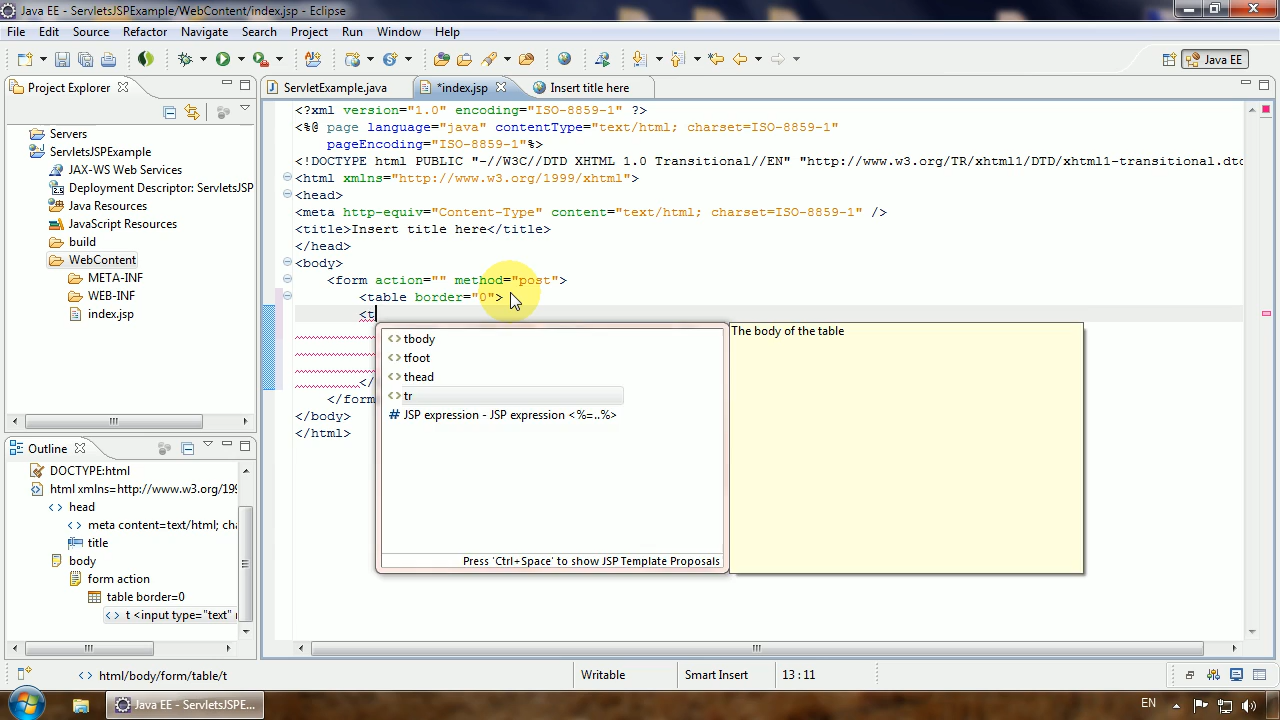 Java EE - ServletsJSPExample/WebContent/index.jsp - Eclipse
File Edit Source Refactor Navigate Search Project Run Window Help
Java EE
Project Explorer
ServletExample.java
*index.jsp
Insert title here
Servers
ServletsJSPExample
JAX-WS Web Services
Deployment Descriptor: ServletsJSP
Java Resources
JavaScript Resources
build
WebContent
META-INF
WEB-INF
index.jsp
<?xml version="1.0" encoding="ISO-8859-1" ?>
<%@ page language="java" contentType="text/html; charset=ISO-8859-1"
pageEncoding="ISO-8859-1"%>
<!DOCTYPE html PUBLIC "-//W3C//DTD XHTML 1.0 Transitional//EN" "http://www.w3.org/TR/xhtml1/DTD/xhtml1-transitional.dtd
<html xmlns="http://www.w3.org/1999/xhtml">
<head>
<meta http-equiv="Content-Type" content="text/html; charset=ISO-8859-1" />
<title>Insert title here</title>
</head>
<body>
<form action="" method="post">
<table border="0">
<t
</
</form
</body>
</html>
tbody
tfoot
thead
tr
# JSP expression - JSP expression <%=..%>
Press 'Ctrl+Space' to show JSP Template Proposals
The body of the table
Outline
DOCTYPE:html
html xmlns=http://www.w3.org/199
head
meta content=text/html; cha
title
body
form action
table border=0
t <input type="text" n
html/body/form/table/t
Writable
Smart Insert
13 : 11
Java EE - ServletsJSPE...
EN